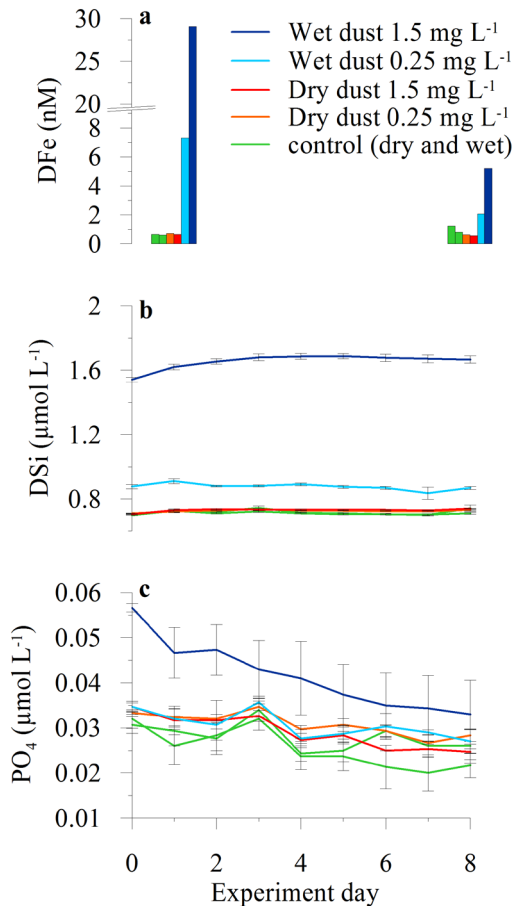 a
30
20
8
6
4
2
0
DFe (nM)
Wet dust 1.5 mg L⁻¹
Wet dust 0.25 mg L⁻¹
Dry dust 1.5 mg L⁻¹
Dry dust 0.25 mg L⁻¹
control (dry and wet)
b
2
1.6
1.2
0.8
DSi (µmol L⁻¹)
c
0.06
0.05
0.04
0.03
0.02
0.01
PO₄ (µmol L⁻¹)
0 2 4 6 8
Experiment day